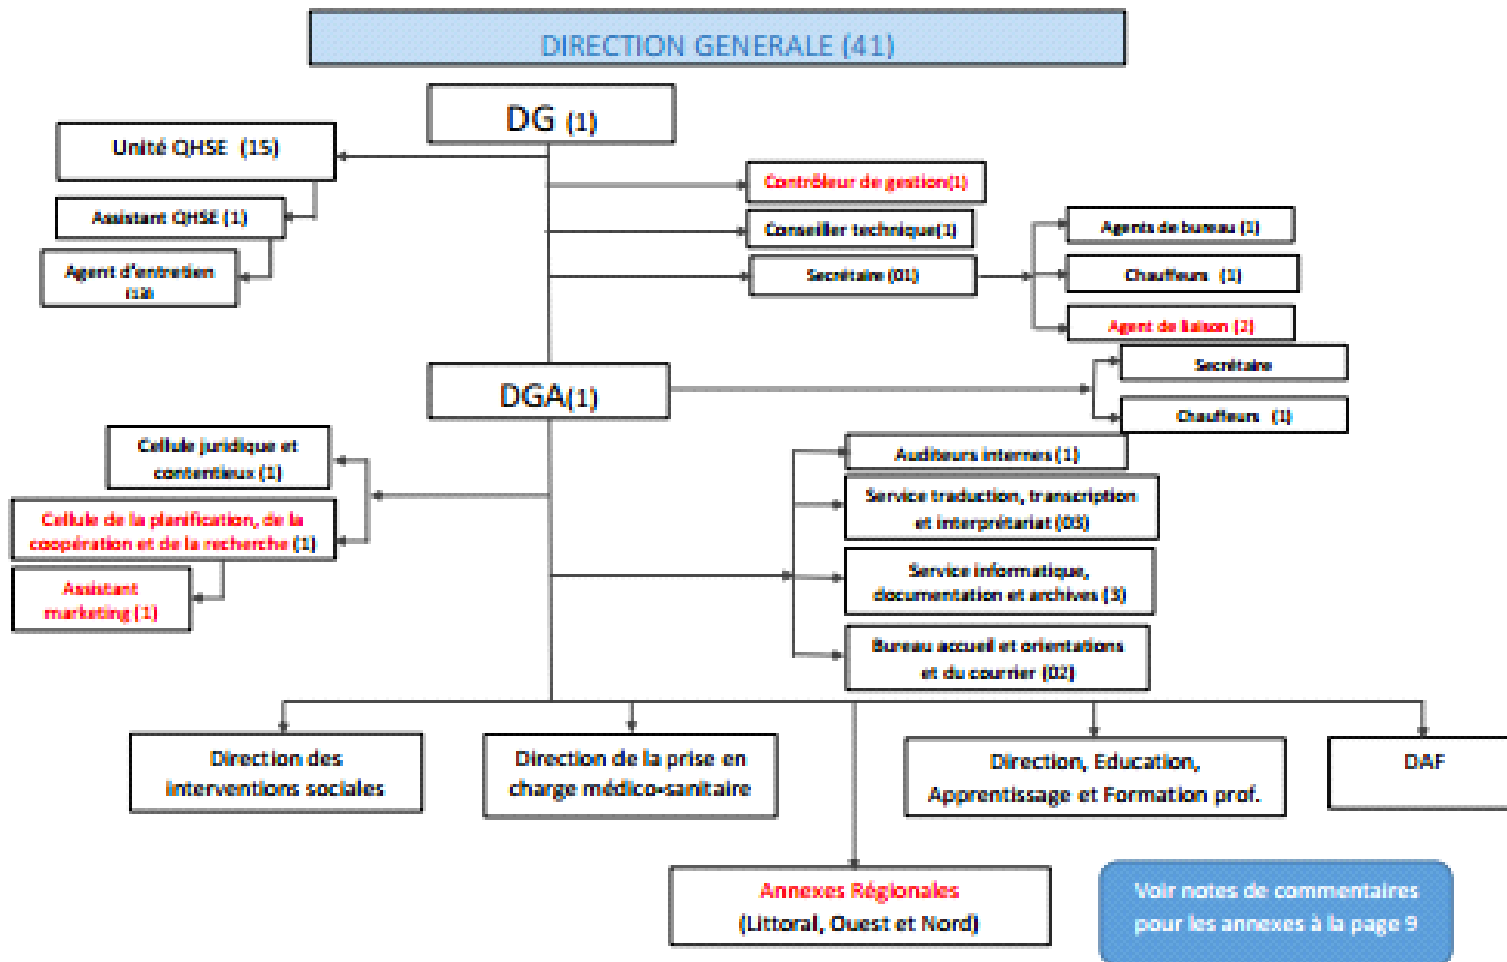 DIRECTION GENERALE (41)
DG (1)
Unité QHSE (15)
Contrôleur de gestion(1)
Assistant QHSE (1)
Conseiller technique(1)
Agents de bureau (1)
Agent d'entretien
Secrétaire (01)
Chauffeurs (1)
Agent de liaison (2)
DGA(1)
Secrétaire
Chauffeurs (1)
Cellule juridique et
contentieux (1)
Auditeurs internes (1)
Service traduction, transcription
et interprétariat (03)
Cellule de la planification, de la
coopération et de la recherche (1)
Service informatique,
documentation et archives (3)
Assistant
marketing (1)
Bureau accueil et orientations
et du courrier (02)
Direction des
interventions sociales
Direction de la prise en
charge médico-sanitaire
Direction, Education,
Apprentissage et Formation prof.
DAF
Annexes Régionales
(Littoral, Ouest et Nord)
Voir notes de commentaires
pour les annexes à la page 9